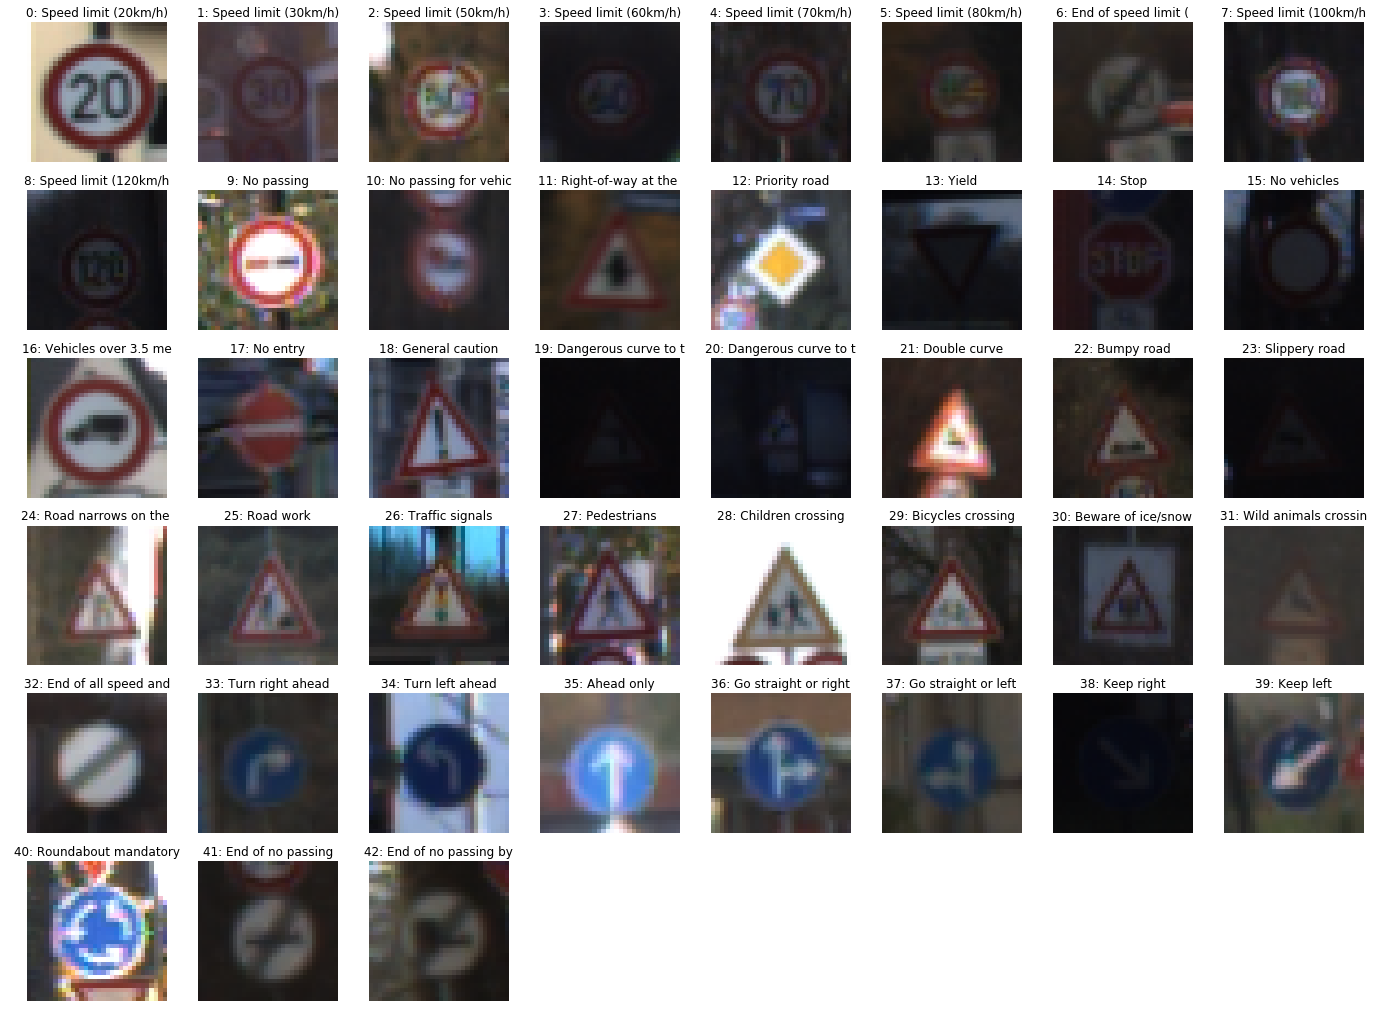 0: Speed limit (20km/h) 1: Speed limit (30km/h) 2: Speed limit (50km/h) 3: Speed limit (60km/h) 4: Speed limit (70km/h) 5: Speed limit (80km/h) 6: End of speed limit ( 7: Speed limit (100km/h
20 30 70
8: Speed limit (120km/h 9: No passing 10: No passing for vehic 11: Right-of-way at the 12: Priority road 13: Yield 14: Stop 15: No vehicles
120 STOP
16: Vehicles over 3.5 me 17: No entry 18: General caution 19: Dangerous curve to t 20: Dangerous curve to t 21: Double curve 22: Bumpy road 23: Slippery road
24: Road narrows on the 25: Road work 26: Traffic signals 27: Pedestrians 28: Children crossing 29: Bicycles crossing 30: Beware of ice/snow 31: Wild animals crossin
32: End of all speed and 33: Turn right ahead 34: Turn left ahead 35: Ahead only 36: Go straight or right 37: Go straight or left 38: Keep right 39: Keep left
40: Roundabout mandatory 41: End of no passing 42: End of no passing by